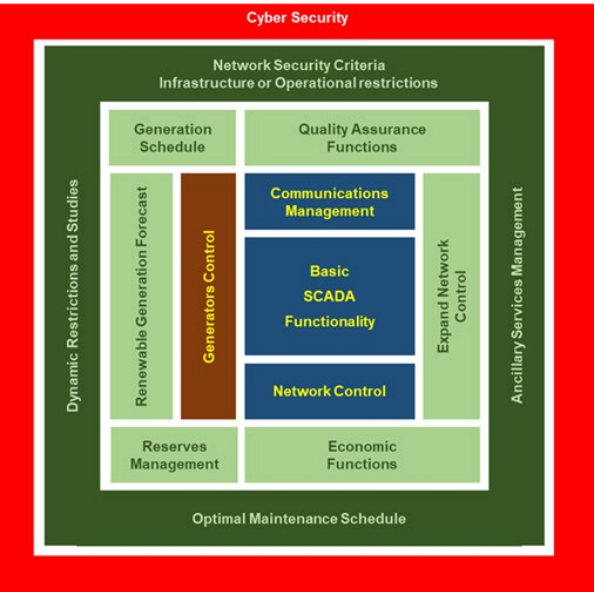 Cyber Security
Network Security Criteria
Infrastructure or Operational restrictions
Generation
Schedule
Quality Assurance
Functions
Dynamic Restrictions and Studies
Renewable Generation Forecast
Generators Control
Communications
Management
Basic
SCADA
Functionality
Network Control
Expand Network
Control
Ancillary Services Management
Reserves
Management
Economic
Functions
Optimal Maintenance Schedule